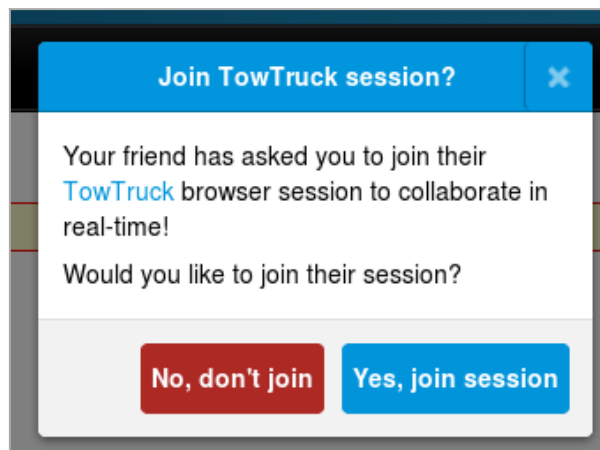 Join TowTruck session?
Your friend has asked you to join their
TowTruck browser session to collaborate in
real-time!
Would you like to join their session?
No, don't join
Yes, join session